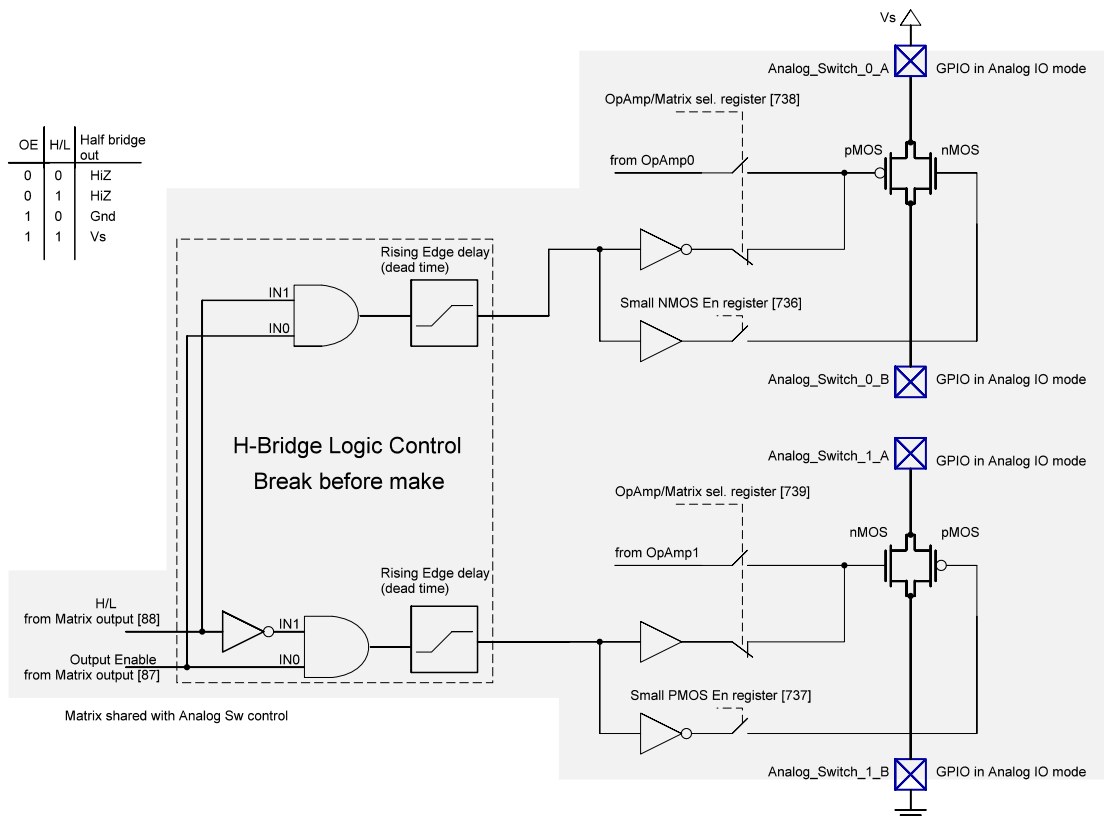 Vs
Analog_Switch_0_A
GPIO in Analog IO mode
OpAmp/Matrix sel. register [738]
OE H/L Half bridge
out
0 0 HiZ
0 1 HiZ
1 0 Gnd
1 1 Vs
from OpAmp0
pMOS
nMOS
Rising Edge delay
(dead time)
IN1
IN0
Small NMOS En register [736]
Analog_Switch_0_B
GPIO in Analog IO mode
H-Bridge Logic Control
Break before make
Analog_Switch_1_A
GPIO in Analog IO mode
OpAmp/Matrix sel. register [739]
nMOS
pMOS
from OpAmp1
Rising Edge delay
(dead time)
H/L
from Matrix output [88]
IN1
Output Enable
from Matrix output [87]
IN0
Small PMOS En register [737]
Matrix shared with Analog Sw control
Analog_Switch_1_B
GPIO in Analog IO mode